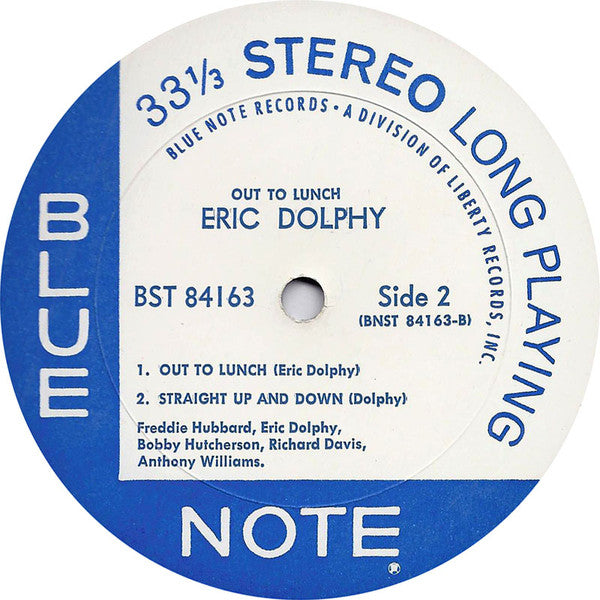 33 1/3 STEREO LONG PLAYING
BLUE NOTE RECORDS • A DIVISION OF LIBERTY RECORDS, INC.
OUT TO LUNCH
ERIC DOLPHY
BST 84163
Side 2
(BNST 84163-B)
1. OUT TO LUNCH (Eric Dolphy)
2. STRAIGHT UP AND DOWN (Dolphy)
Freddie Hubbard, Eric Dolphy,
Bobby Hutcherson, Richard Davis,
Anthony Williams.
BLUE
NOTE®